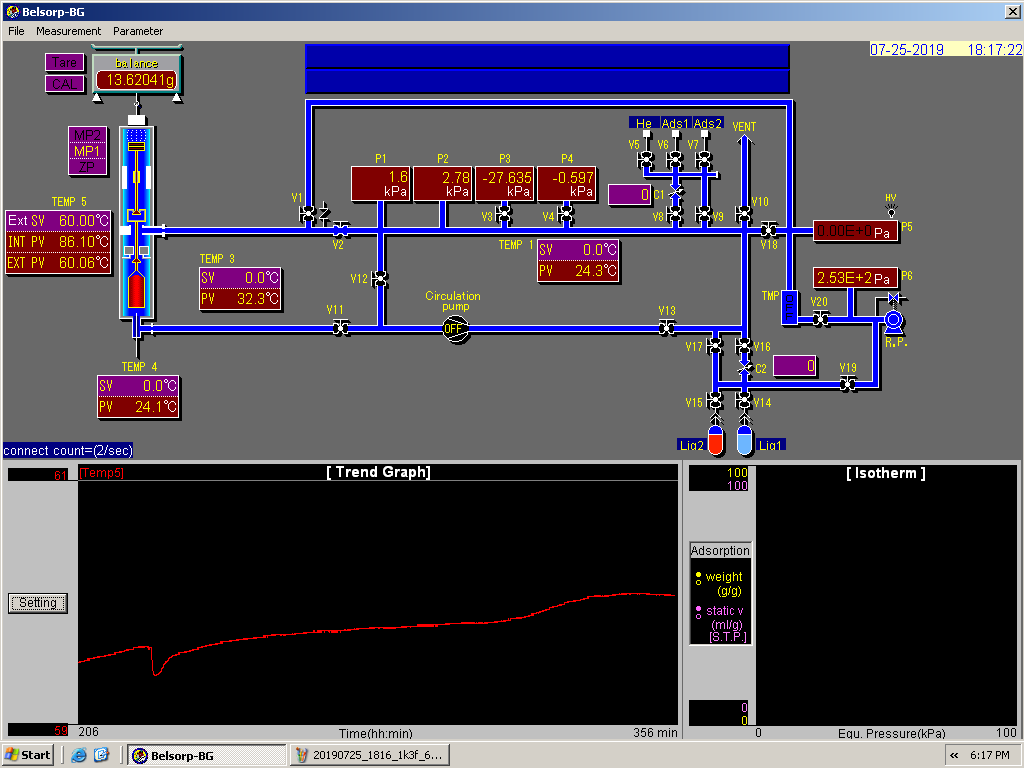 Belsorp-BG
File Measurement Parameter
07-25-2019 18:17:22
Tare
balance
CAL
13.62041g
He Ads1 Ads2
VENT
MP2
MP1
ZP
V5 V6 V7
P1 P2 P3 P4
1.6 kPa
2.78 kPa
-27.635 kPa
-0.597 kPa
0 C1
HV
TEMP 5
Ext SV 60.00℃
INT PV 86.10℃
EXT PV 60.06℃
V1
V2
V3
V4
V8
V9
V10
V18
0.00E+0 Pa P5
TEMP 1
SV 0.0℃
PV 24.3℃
TEMP 3
SV 0.0℃
PV 32.3℃
V12
2.53E+2 Pa P6
TMP
V20
R.P.
Circulation
pump
OFF
V11
V13
V17
V16
C2 0
V19
TEMP 4
SV 0.0℃
PV 24.1℃
V15
V14
Liq2
Liq1
connect count=(2/sec)
61
[Temp5]
[ Trend Graph]
100
100
[ Isotherm ]
Adsorption
weight
(g/g)
static v
(ml/g)
[S.T.P.]
Setting
59
206
Time(hh:min)
356 min
0
0
0
Equ. Pressure(kPa)
100
Start
Belsorp-BG
20190725_1816_1k3f_6...
« 6:17 PM